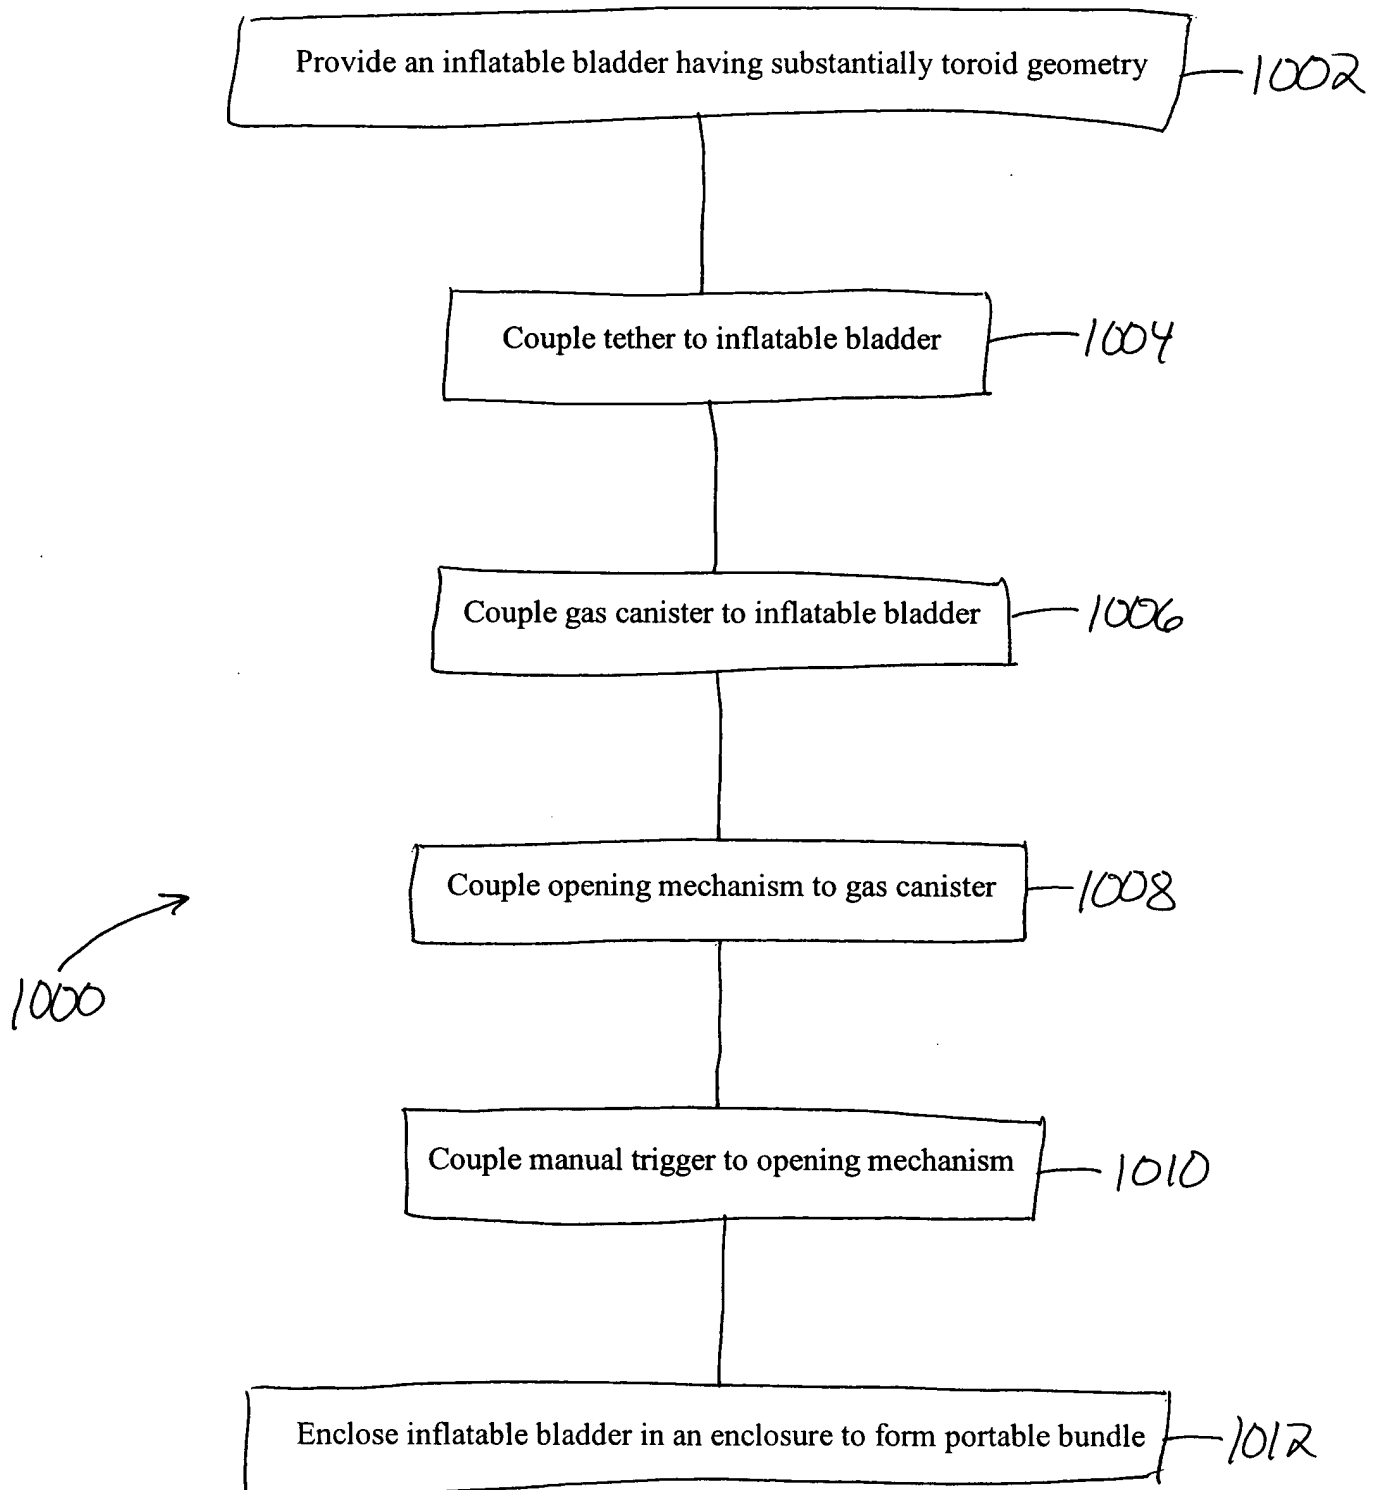 Provide an inflatable bladder having substantially toroid geometry
1002
Couple tether to inflatable bladder
1004
Couple gas canister to inflatable bladder
1006
Couple opening mechanism to gas canister
1008
1000
Couple manual trigger to opening mechanism
1010
Enclose inflatable bladder in an enclosure to form portable bundle
1012